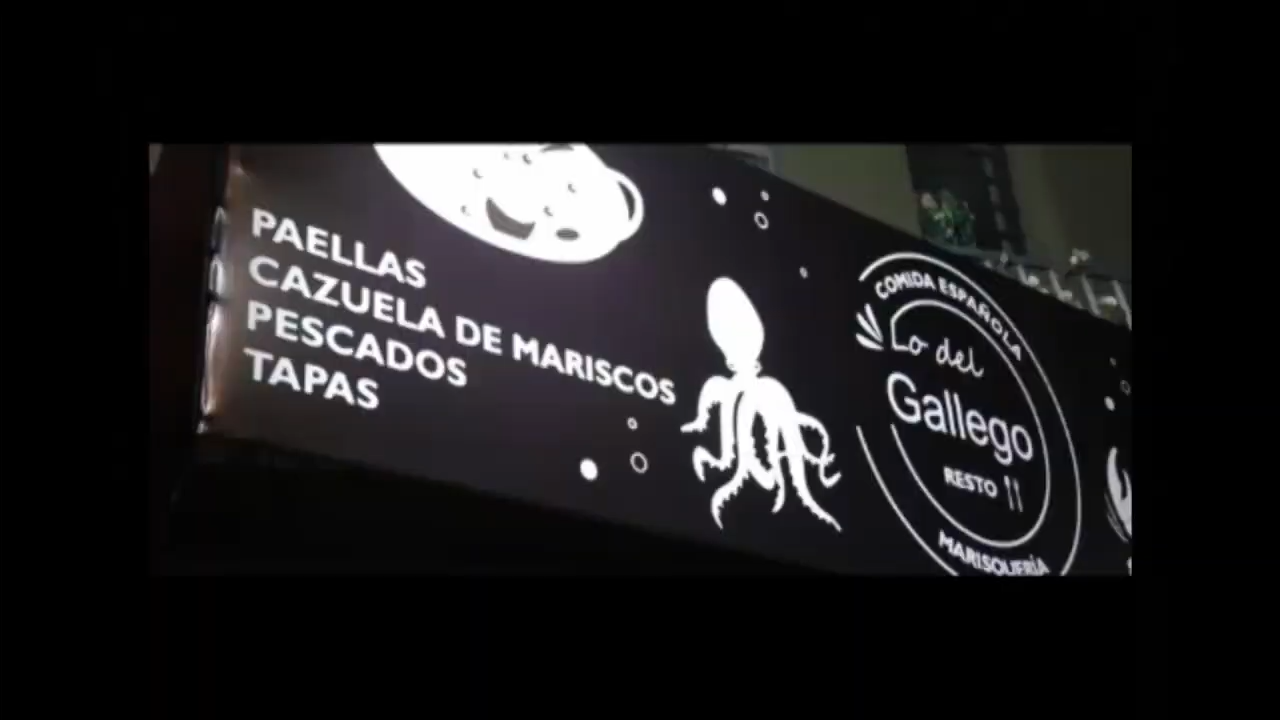 PAELLAS
CAZUELA DE MARISCOS
PESCADOS
TAPAS
COMIDA ESPAÑOLA
Lo del
Gallego
RESTO
MARISQUERÍA